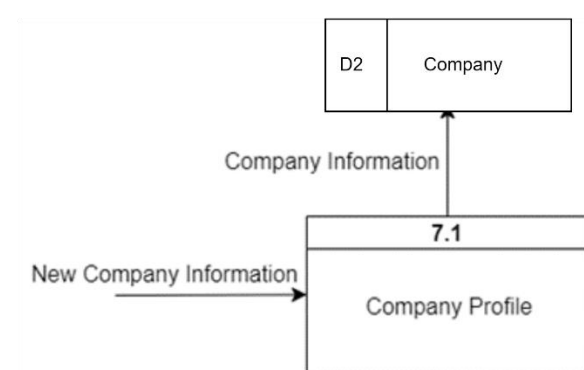 D2 Company
Company Information
7.1
New Company Information
Company Profile